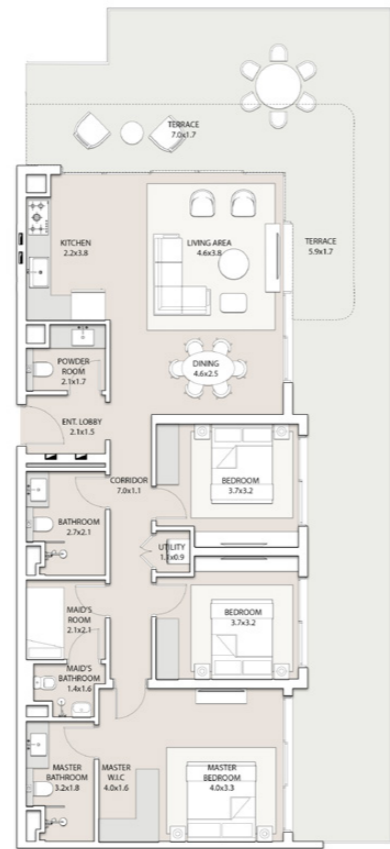 TERRACE
7.0x1.7
KITCHEN
2.2x3.8
LIVING AREA
4.6x3.8
TERRACE
5.9x1.7
POWDER
ROOM
2.1x1.7
DINING
4.6x2.5
ENT. LOBBY
2.1x1.5
CORRIDOR
7.0x1.1
BEDROOM
3.7x3.2
BATHROOM
2.7x2.1
UTILITY
1.1x0.9
MAID'S
ROOM
2.1x2.1
BEDROOM
3.7x3.2
MAID'S
BATHROOM
1.4x1.6
MASTER
BATHROOM
3.2x1.8
MASTER
W.I.C
4.0x1.6
MASTER
BEDROOM
4.0x3.3